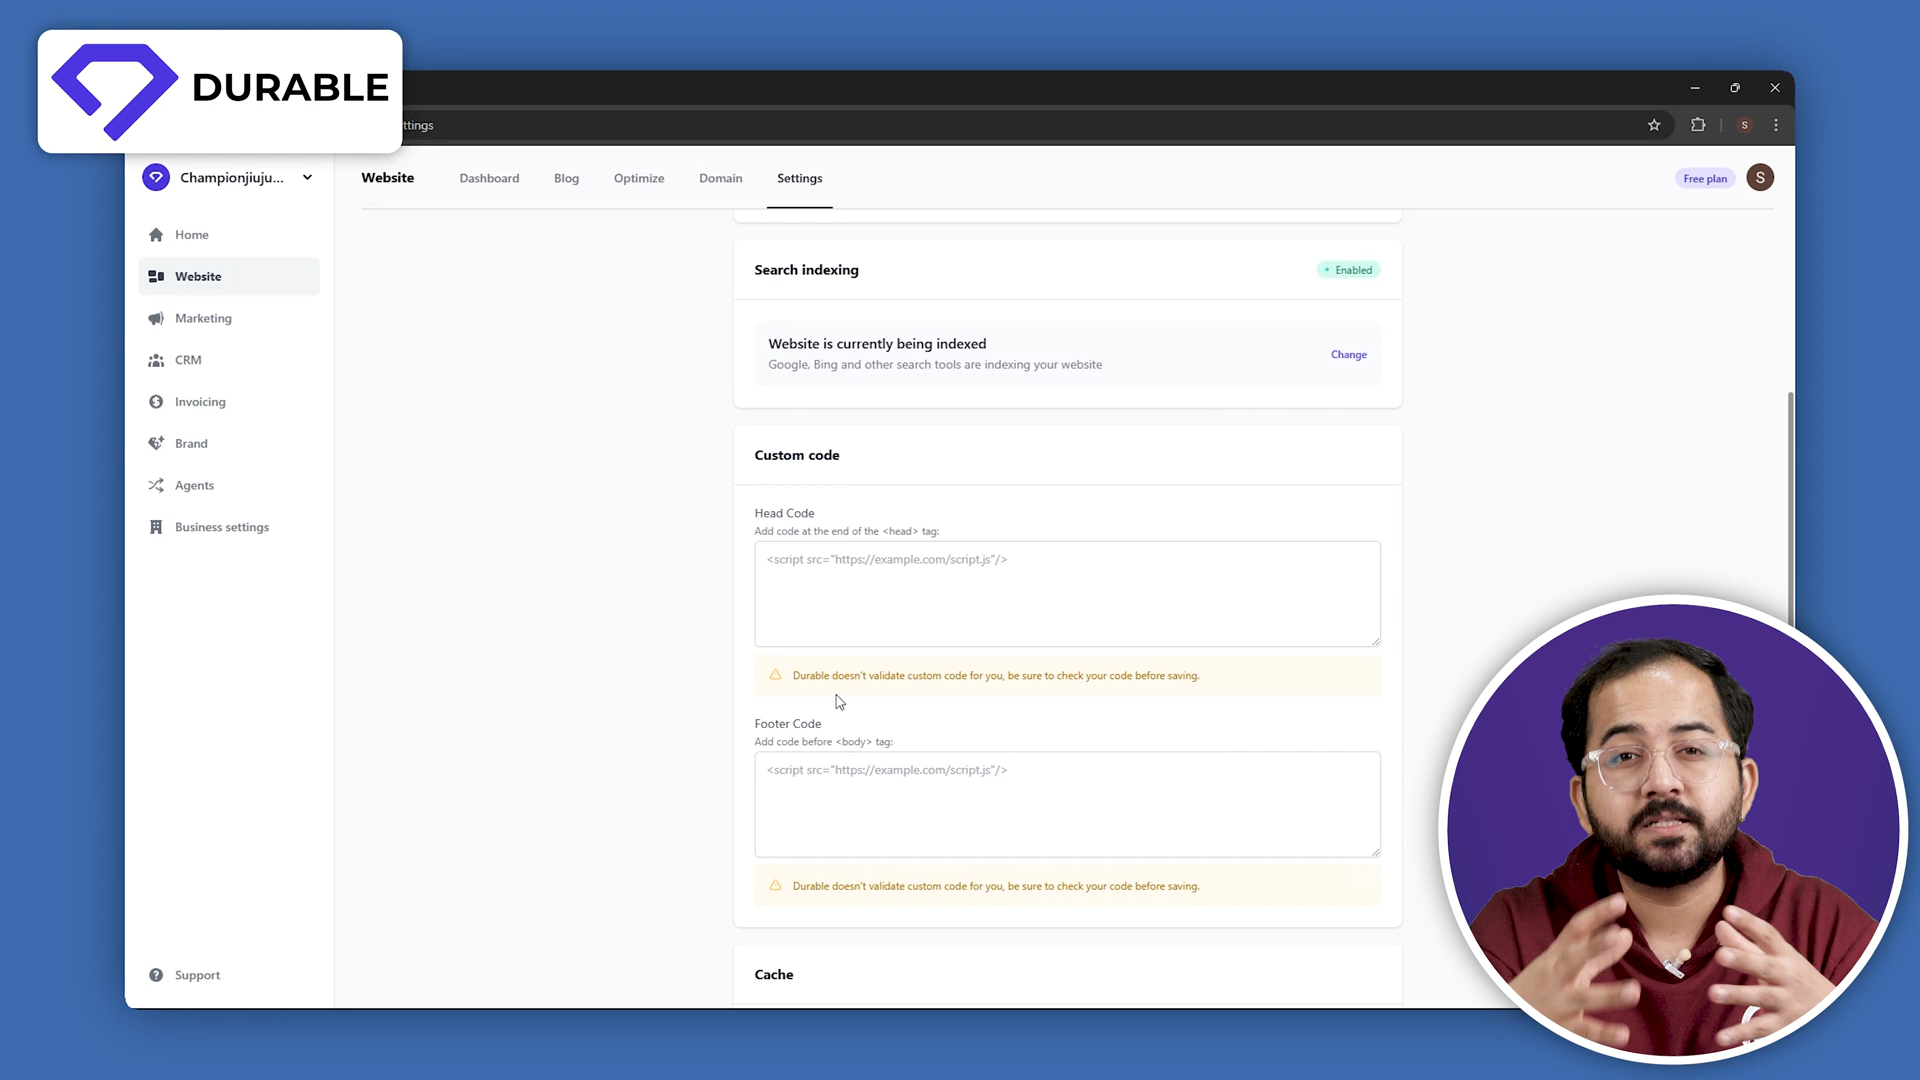 DURABLE
ttings
S
Championjiuju...
Website
Dashboard
Blog
Optimize
Domain
Settings
Free plan
S
Home
Website
Marketing
CRM
Invoicing
Brand
Agents
Business settings
Support
Search indexing
Enabled
Website is currently being indexed
Google, Bing and other search tools are indexing your website
Change
Custom code
Head Code
Add code at the end of the <head> tag:
<script src="https://example.com/script.js"/>
Durable doesn't validate custom code for you, be sure to check your code before saving.
Footer Code
Add code before <body> tag:
<script src="https://example.com/script.js"/>
Durable doesn't validate custom code for you, be sure to check your code before saving.
Cache